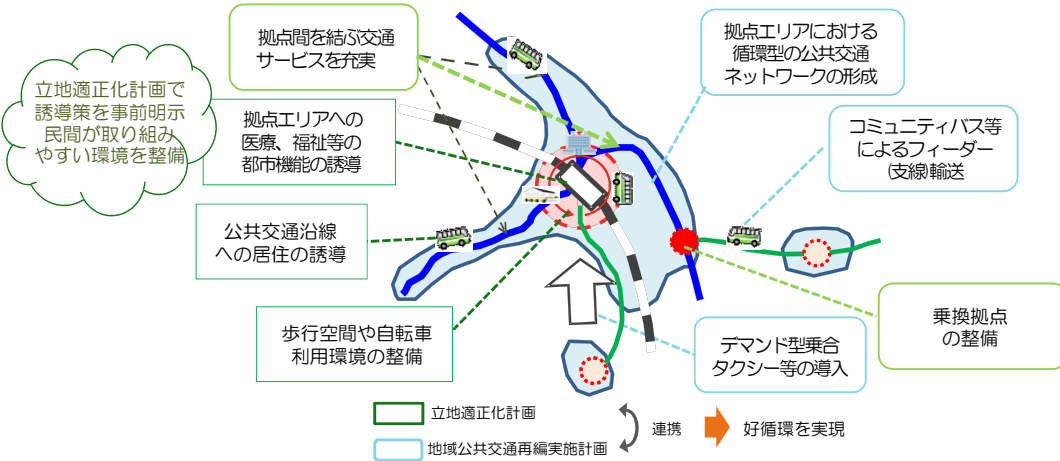 立地適正化計画で
誘導策を事前明示
民間が取り組み
やすい環境を整備
拠点間を結ぶ交通
サービスを充実
拠点エリアへの
医療、福祉等の
都市機能の誘導
公共交通沿線
への居住の誘導
歩行空間や自転車
利用環境の整備
拠点エリアにおける
循環型の公共交通
ネットワークの形成
コミュニティバス等
によるフィーダー
(支線)輸送
乗換拠点
の整備
デマンド型乗合
タクシー等の導入
立地適正化計画
地域公共交通再編実施計画
連携
好循環を実現